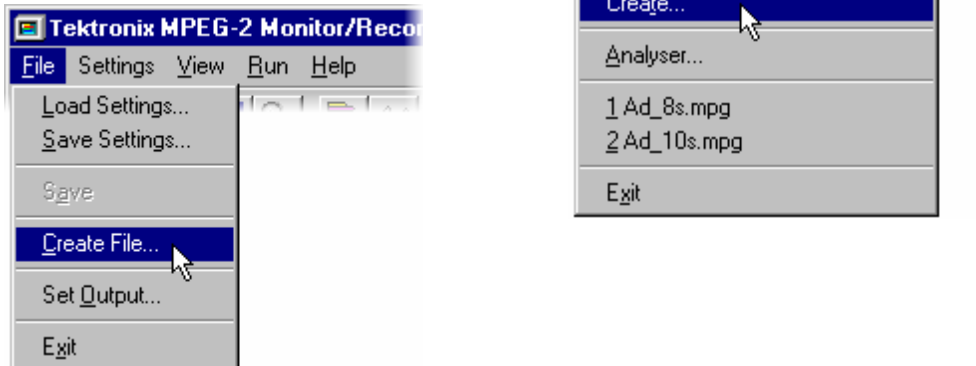 Tektronix MPEG-2 Monitor/Recor
File Settings View Run Help
Load Settings...
Save Settings...
Save
Create File...
Set Output...
Exit
Create...
Analyser...
1 Ad_8s.mpg
2 Ad_10s.mpg
Exit